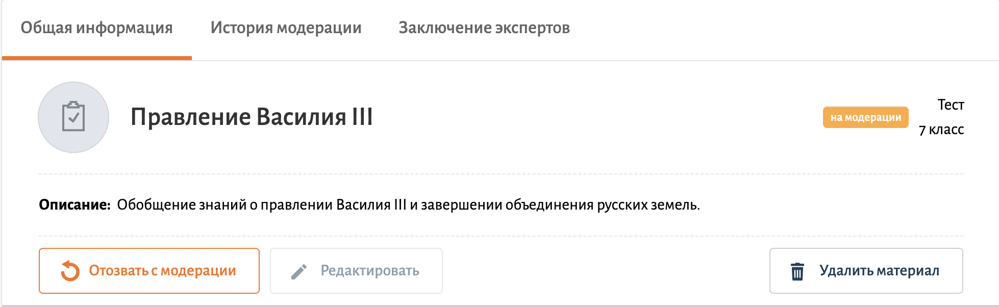 Общая информация История модерации Заключение экспертов
Правление Василия III
на модерации
Тест
7 класс
Описание: Обобщение знаний о правлении Василия III и завершении объединения русских земель.
Отозвать с модерации Редактировать Удалить материал